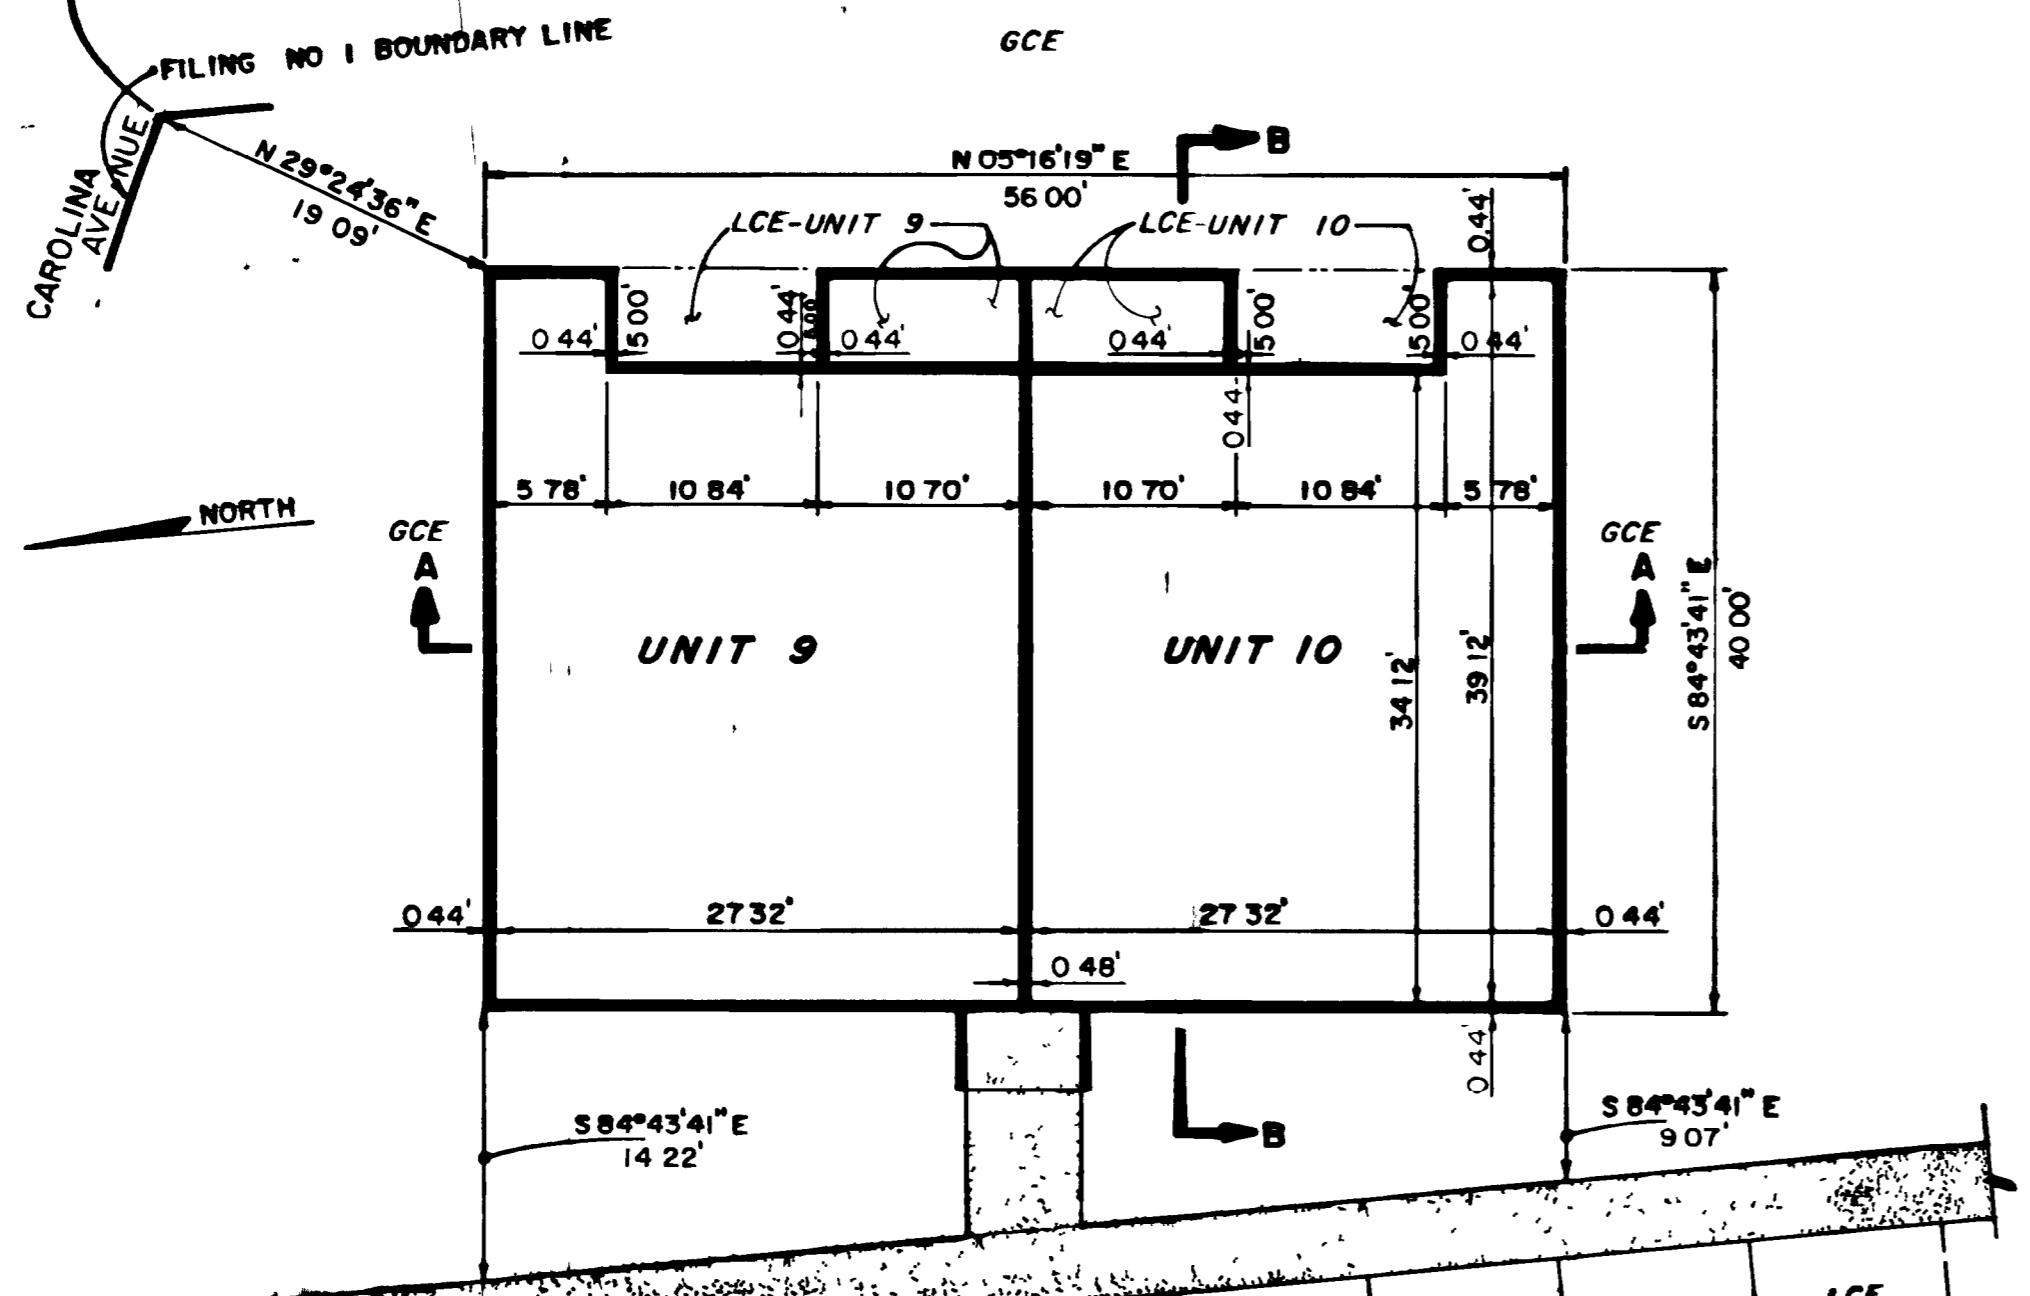 FILING NO 1 BOUNDARY LINE
GCE
CAROLINA
AVENUE
N 29°24'36" E
19 09'
N 05°16'19" E
56 00'
B
LCE-UNIT 9
LCE-UNIT 10
0.44'
0 44'
5 00'
0 44'
0 44'
0 44'
5 00'
5 00'
0 44'
0 44
5 78'
10 84'
10 70'
10 70'
10 84'
5 78'
NORTH
GCE
A
GCE
A
UNIT 9
UNIT 10
34 12'
39 12'
S 84°43'41" E
40 00'
0 44'
27 32'
27 32'
0 44'
0 48'
0 44'
S 84°43'41" E
14 22'
B
S 84°43'41" E
9 07'
LCE